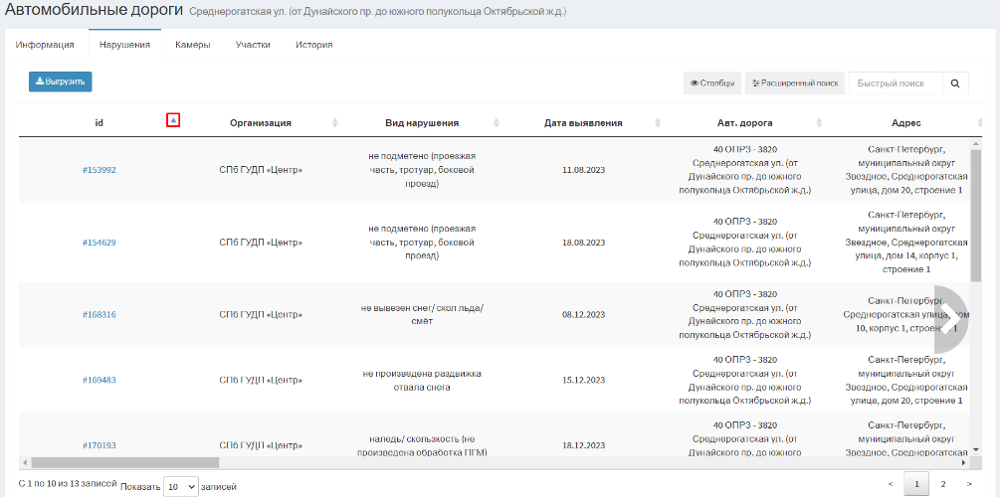 Автомобильные дороги Среднерогатская ул. (от Дунайского пр. до южного полукольца Октябрьской ж.д.)
Информация Нарушения Камеры Участки История
Выгрузить Столбцы Расширенный поиск Быстрый поиск
id Организация Вид нарушения Дата выявления Авт. дорога Адрес
#153992
СПб ГУДП «Центр»
не подметено (проезжая
часть, тротуар, боковой
проезд)
11.08.2023
40 ОПРЗ - 3820
Среднерогатская ул. (от
Дунайского пр. до южного
полукольца Октябрьской ж.д.)
Санкт-Петербург,
муниципальный округ
Звездное, Среднерогатская
улица, дом 20, строение 1
#154629
СПб ГУДП «Центр»
не подметено (проезжая
часть, тротуар, боковой
проезд)
18.08.2023
40 ОПРЗ - 3820
Среднерогатская ул. (от
Дунайского пр. до южного
полукольца Октябрьской ж.д.)
Санкт-Петербург,
муниципальный округ
Звездное, Среднерогатская
улица, дом 14, корпус 1,
строение 1
#168316
СПб ГУДП «Центр»
не вывезен снег/ скол льда/
смёт
08.12.2023
40 ОПРЗ - 3820
Среднерогатская ул. (от
Дунайского пр. до южного
полукольца Октябрьской ж.д.)
Санкт-Петербург,
Среднерогатская улица, дом
10, корпус 1, 1
#169483
СПб ГУДП «Центр»
не произведена раздвижка
отвала снега
15.12.2023
40 ОПРЗ - 3820
Среднерогатская ул. (от
Дунайского пр. до южного
полукольца Октябрьской ж.д.)
Санкт-Петербург,
муниципальный округ
Звездное, Среднерогатская
улица, дом 20, строение 1
#170193
СПб ГУДП «Центр»
наледь/ скользкость (не
произведена обработка ПГМ)
18.12.2023
40 ОПРЗ - 3820
Среднерогатская ул. (от
Дунайского пр. до южного
Санкт-Петербург,
муниципальный округ
Звездное, Среднерогатская
С 1 по 10 из 13 записей Показать 10 записей < 1 2 >